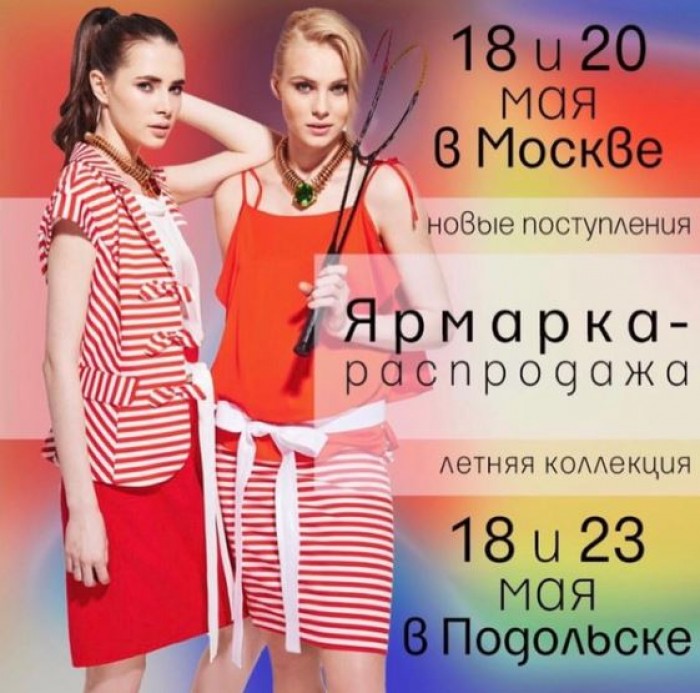 18 и 20
мая
в Москве
новые поступления
Ярмарка-
распродажа
летняя коллекция
18 и 23
мая
в Подольске